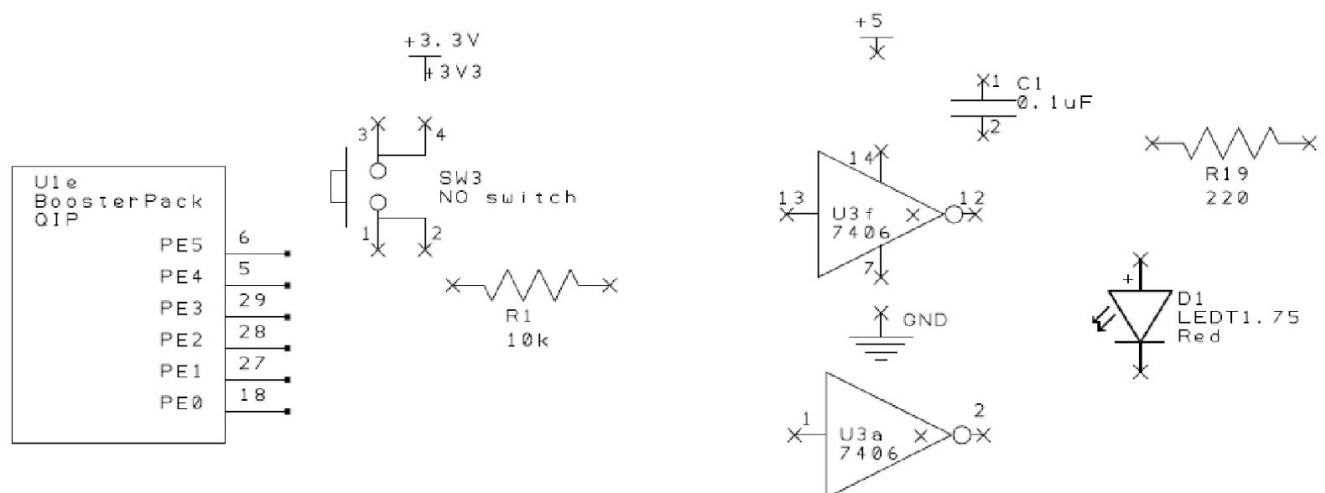 U1e
BoosterPack
QIP
PE5 6
PE4 5
PE3 29
PE2 28
PE1 27
PE0 18
+3.3V
+3V3
3 4
SW3
NO switch
1 2
R1
10k
+5
1 C1
0.1uF
2
14
13 12
U3f
7406
7
GND
1 2
U3a
7406
R19
220
+
D1
LEDT1.75
Red